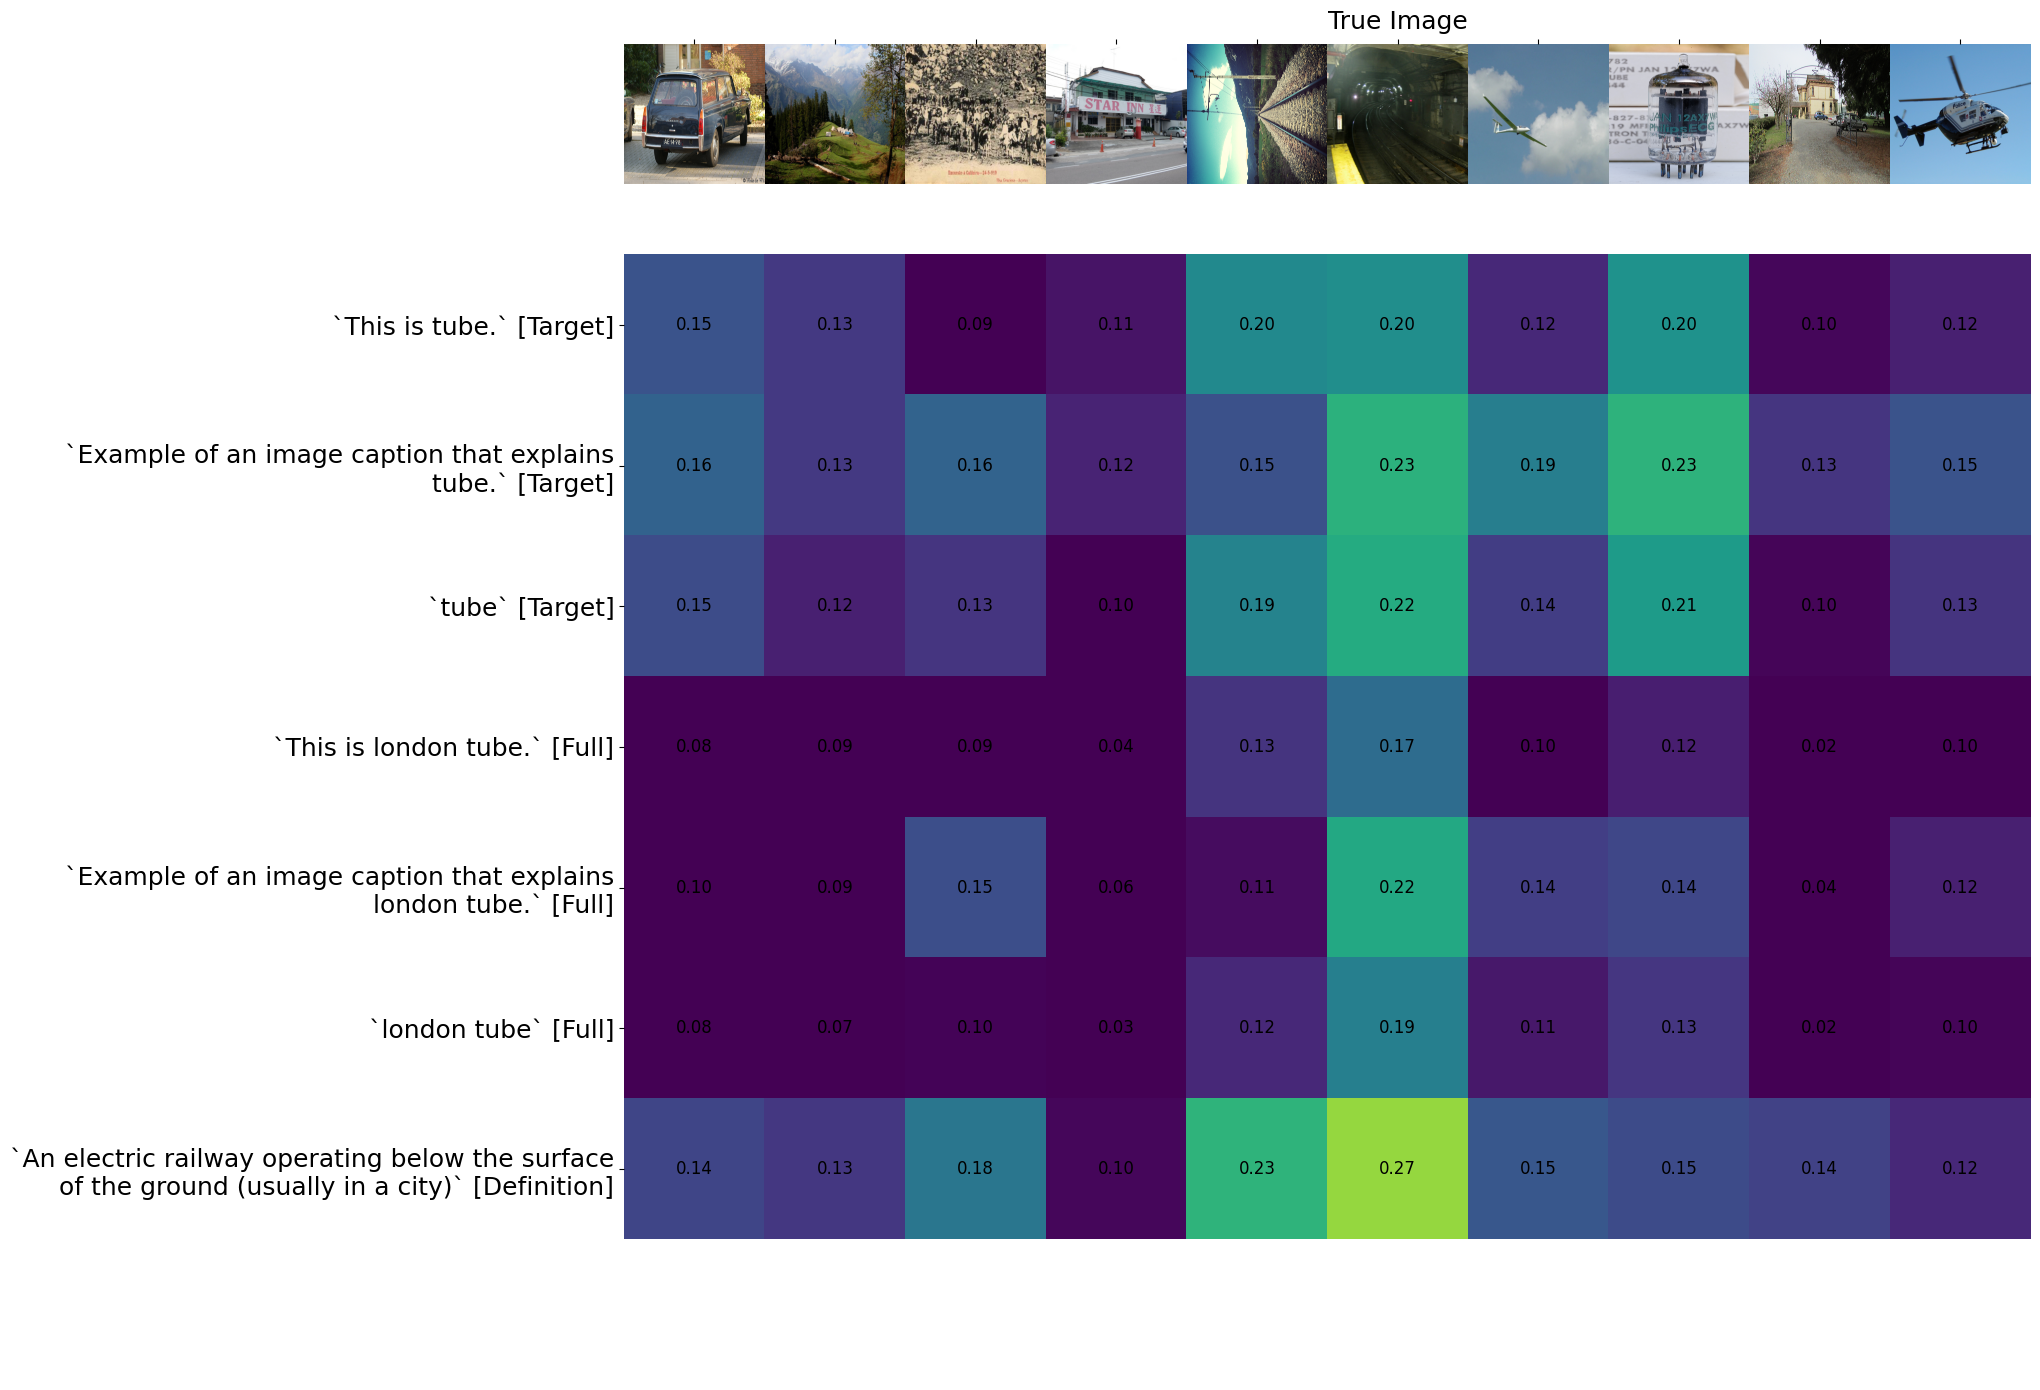 True Image
AE-14-98
STAR INN
12AX7W
ECG
`This is tube.` [Target]
0.15 0.13 0.09 0.11 0.20 0.20 0.12 0.20 0.10 0.12
`Example of an image caption that explains
tube.` [Target]
0.16 0.13 0.16 0.12 0.15 0.23 0.19 0.23 0.13 0.15
`tube` [Target]
0.15 0.12 0.13 0.10 0.19 0.22 0.14 0.21 0.10 0.13
`This is london tube.` [Full]
0.08 0.09 0.09 0.04 0.13 0.17 0.10 0.12 0.02 0.10
`Example of an image caption that explains
london tube.` [Full]
0.10 0.09 0.15 0.06 0.11 0.22 0.14 0.14 0.04 0.12
`london tube` [Full]
0.08 0.07 0.10 0.03 0.12 0.19 0.11 0.13 0.02 0.10
`An electric railway operating below the surface
of the ground (usually in a city)` [Definition]
0.14 0.13 0.18 0.10 0.23 0.27 0.15 0.15 0.14 0.12